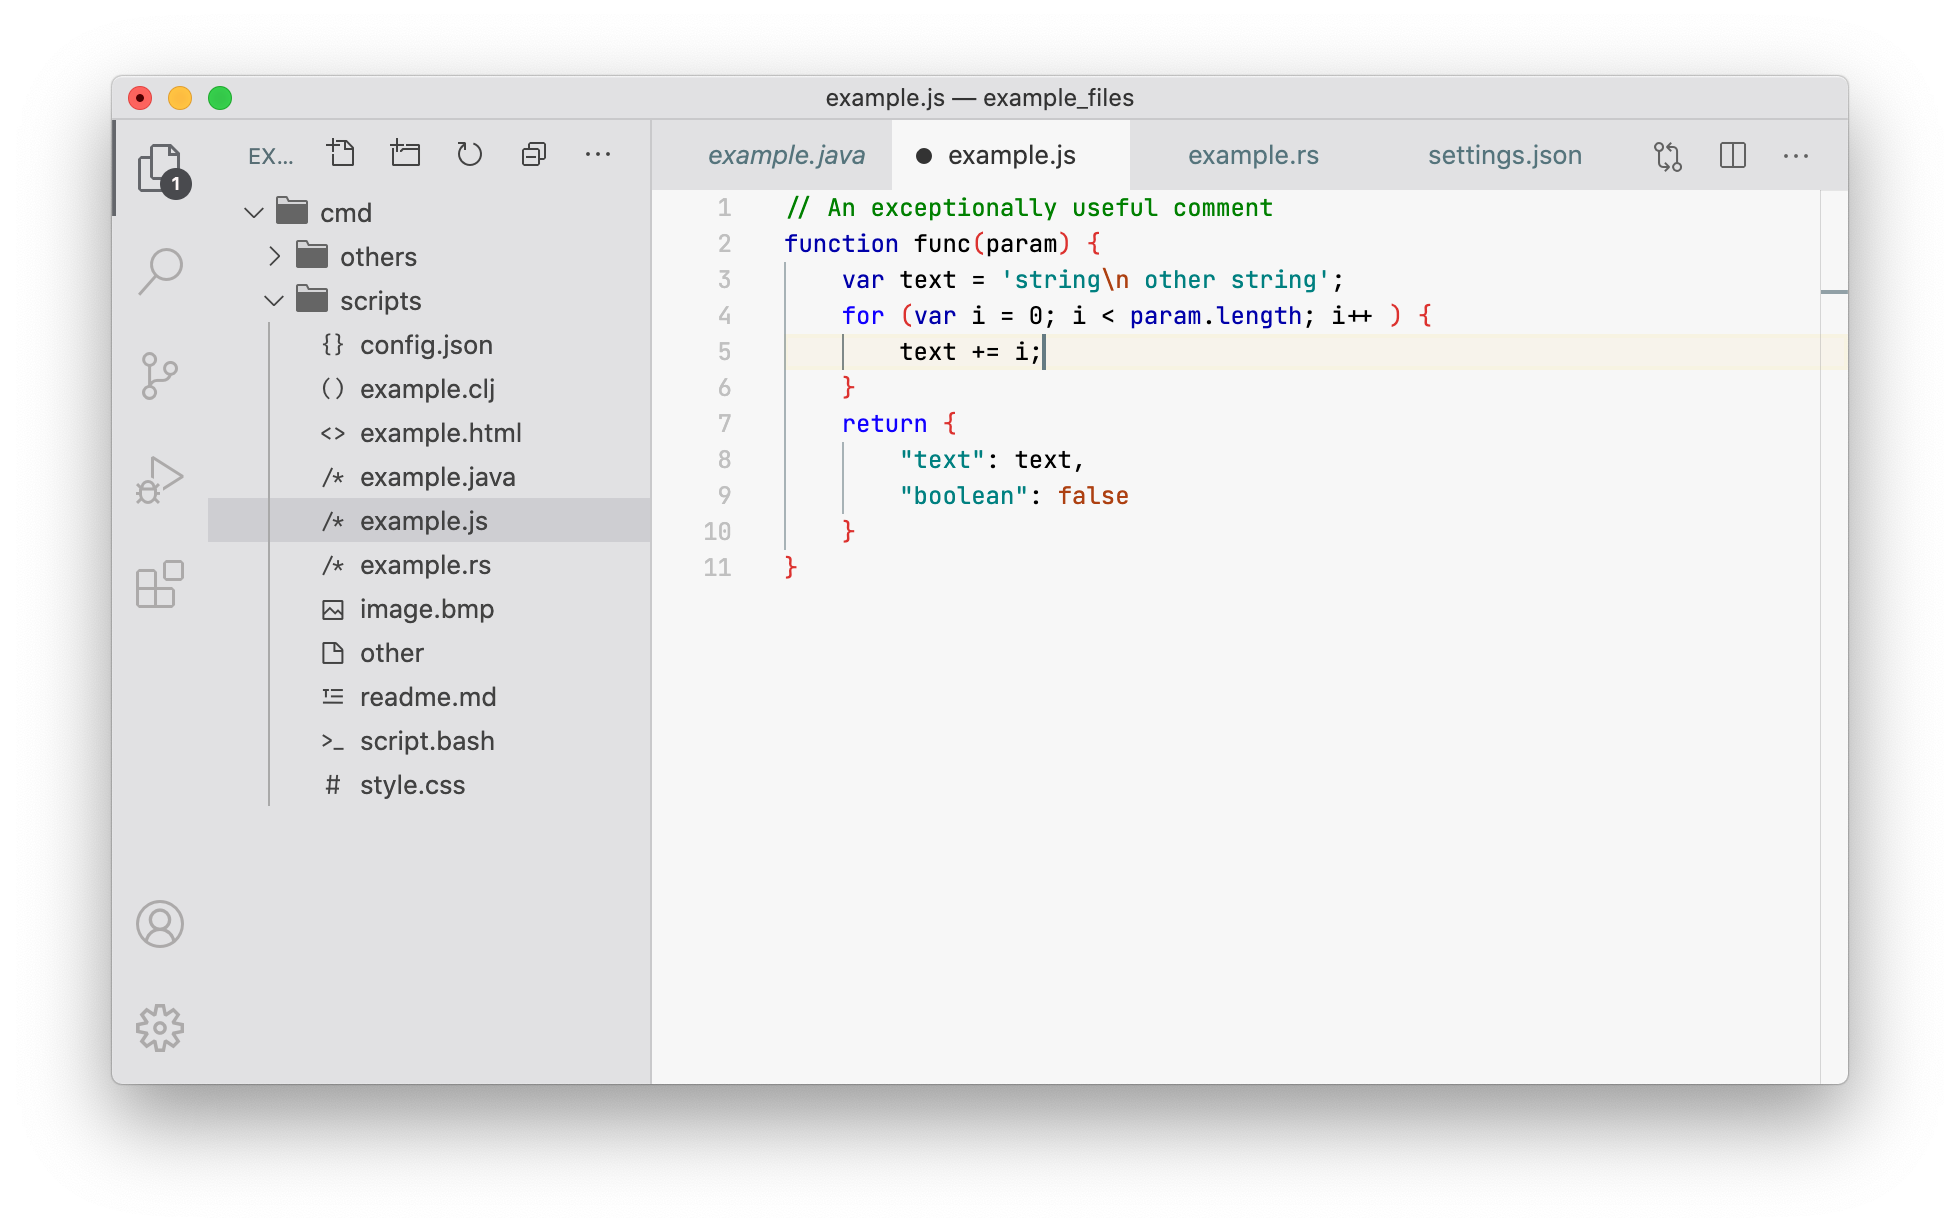 example.js — example_files
EX...
example.java
example.js
example.rs
settings.json
1
cmd
others
scripts
{} config.json
() example.clj
<> example.html
/* example.java
/* example.js
/* example.rs
image.bmp
other
readme.md
>_ script.bash
# style.css
1 // An exceptionally useful comment
2 function func(param) {
3     var text = 'string\n other string';
4     for (var i = 0; i < param.length; i++ ) {
5         text += i;
6     }
7     return {
8         "text": text,
9         "boolean": false
10     }
11 }